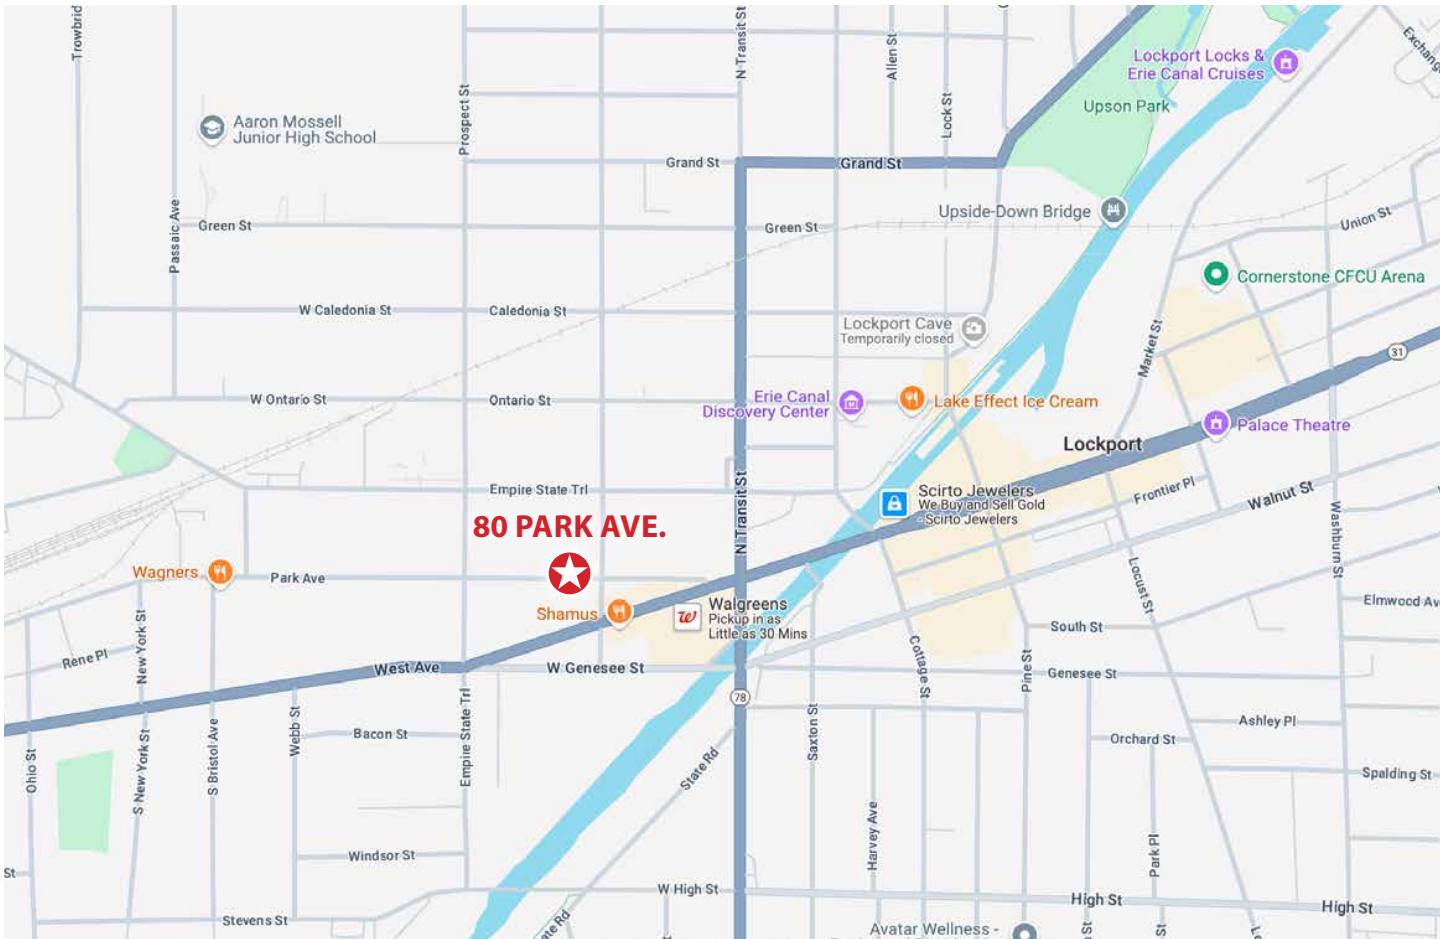 Trowbrid
Prospect St
N Transit St
Allen St
Lock St
Lockport Locks &
Erie Canal Cruises
Exchang
Upson Park
Aaron Mossell
Junior High School
Grand St
Grand St
Passaic Ave
Green St
Green St
Upside-Down Bridge
Union St
Cornerstone CFCU Arena
W Caledonia St
Caledonia St
Lockport Cave
Temporarily closed
Market St
31
W Ontario St
Ontario St
Erie Canal
Discovery Center
Lake Effect Ice Cream
Palace Theatre
Lockport
Empire State Trl
N Transit St
Scirto Jewelers
We Buy and Sell Gold
- Scirto Jewelers
Frontier Pl
Walnut St
Washburn St
80 PARK AVE.
Wagners
Park Ave
Shamus
Walgreens
Pickup in as
Little as 30 Mins
Locust St
Elmwood Av
South St
Rene Pl
New York St
West Ave
W Genesee St
Cottage St
Pine St
Genesee St
78
Ohio St
S New York St
S Bristol Ave
Webb St
Bacon St
Empire State Trl
State Rd
Saxton St
Ashley Pl
Orchard St
Spalding St
Harvey Ave
Park Pl
Windsor St
St
W High St
High St
High St
Stevens St
ate Rd
Avatar Wellness -
St
St
Lo